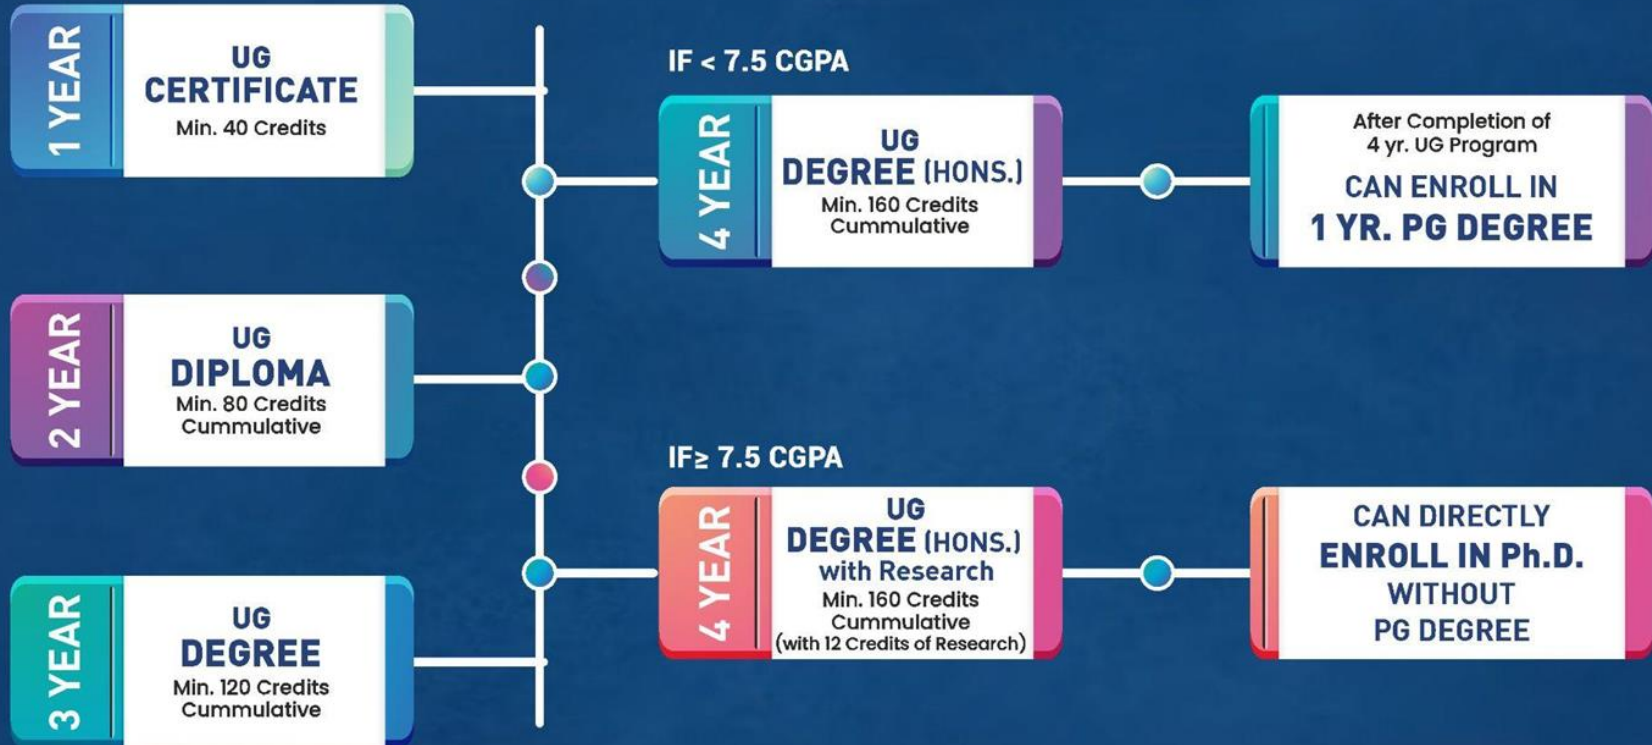 1 YEAR
UG
CERTIFICATE
Min. 40 Credits
2 YEAR
UG
DIPLOMA
Min. 80 Credits
Cummulative
3 YEAR
UG
DEGREE
Min. 120 Credits
Cummulative
IF < 7.5 CGPA
4 YEAR
UG
DEGREE (HONS.)
Min. 160 Credits
Cummulative
After Completion of
4 yr. UG Program
CAN ENROLL IN
1 YR. PG DEGREE
IF≥ 7.5 CGPA
4 YEAR
UG
DEGREE (HONS.)
with Research
Min. 160 Credits
Cummulative
(with 12 Credits of Research)
CAN DIRECTLY
ENROLL IN Ph.D.
WITHOUT
PG DEGREE